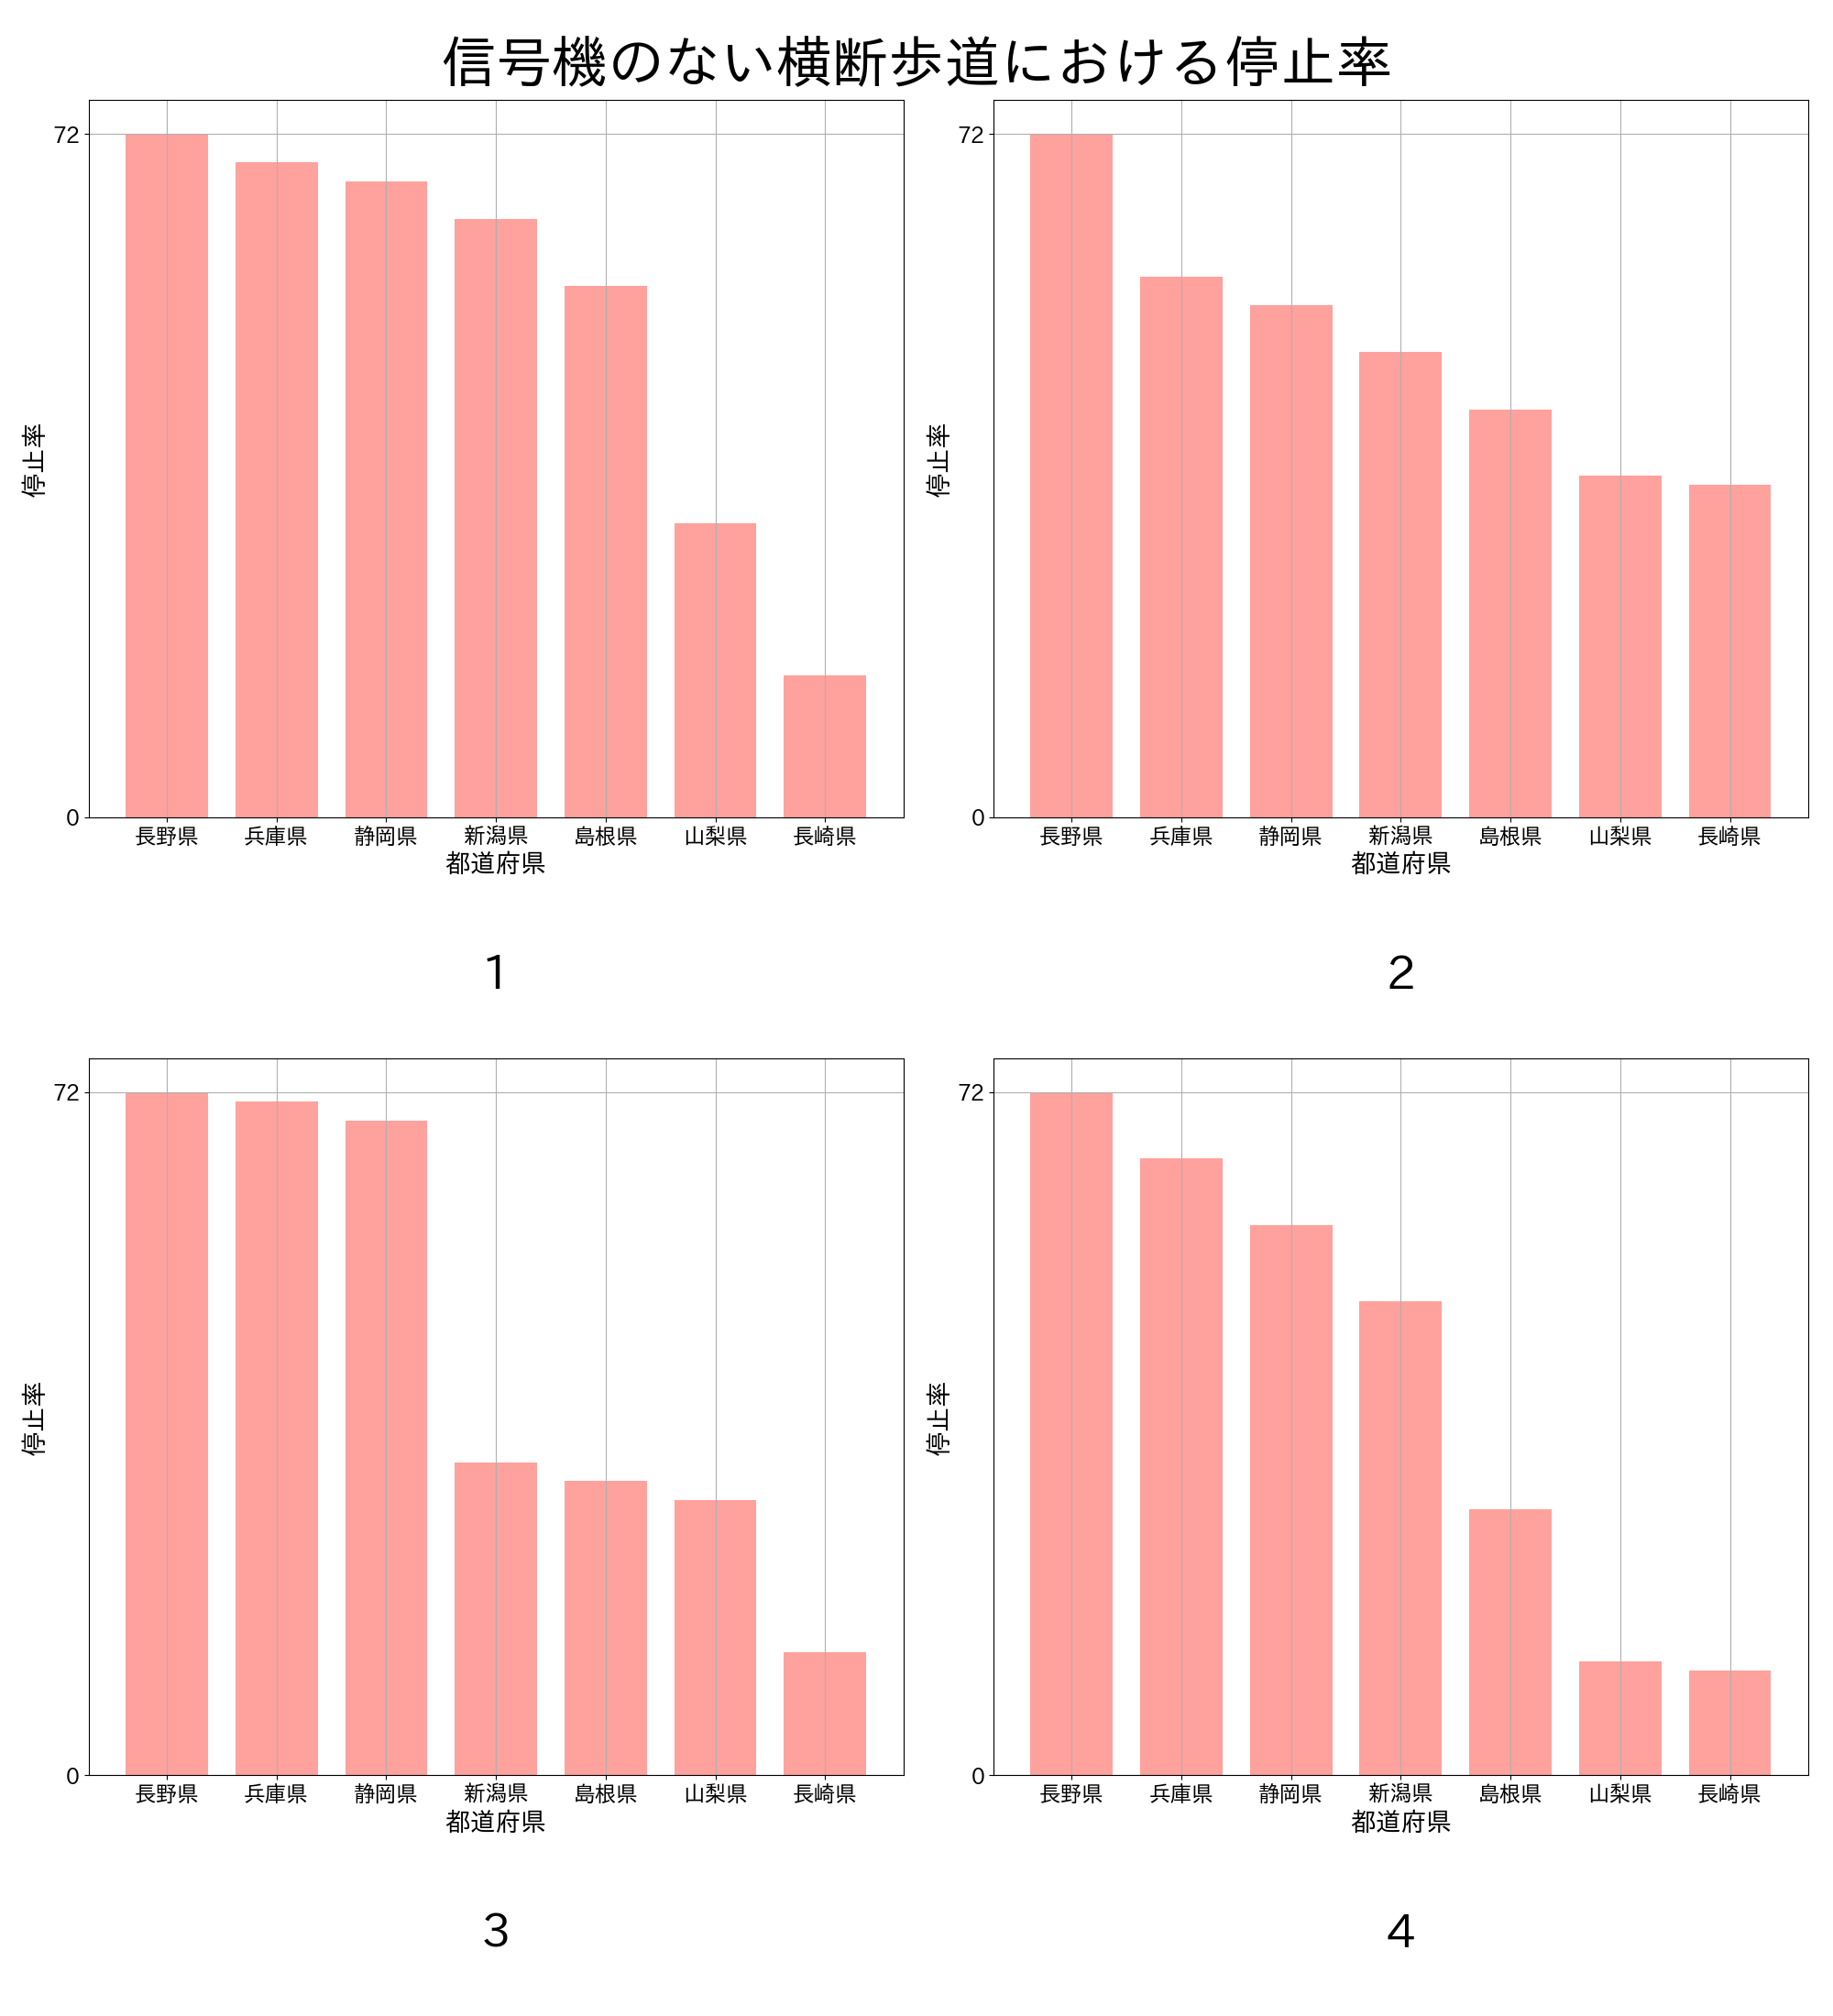 信号機のない横断歩道における停止率
72
0
停止率
長野県 兵庫県 静岡県 新潟県 島根県 山梨県 長崎県
都道府県
1
72
0
停止率
長野県 兵庫県 静岡県 新潟県 島根県 山梨県 長崎県
都道府県
2
72
0
停止率
長野県 兵庫県 静岡県 新潟県 島根県 山梨県 長崎県
都道府県
3
72
0
停止率
長野県 兵庫県 静岡県 新潟県 島根県 山梨県 長崎県
都道府県
4